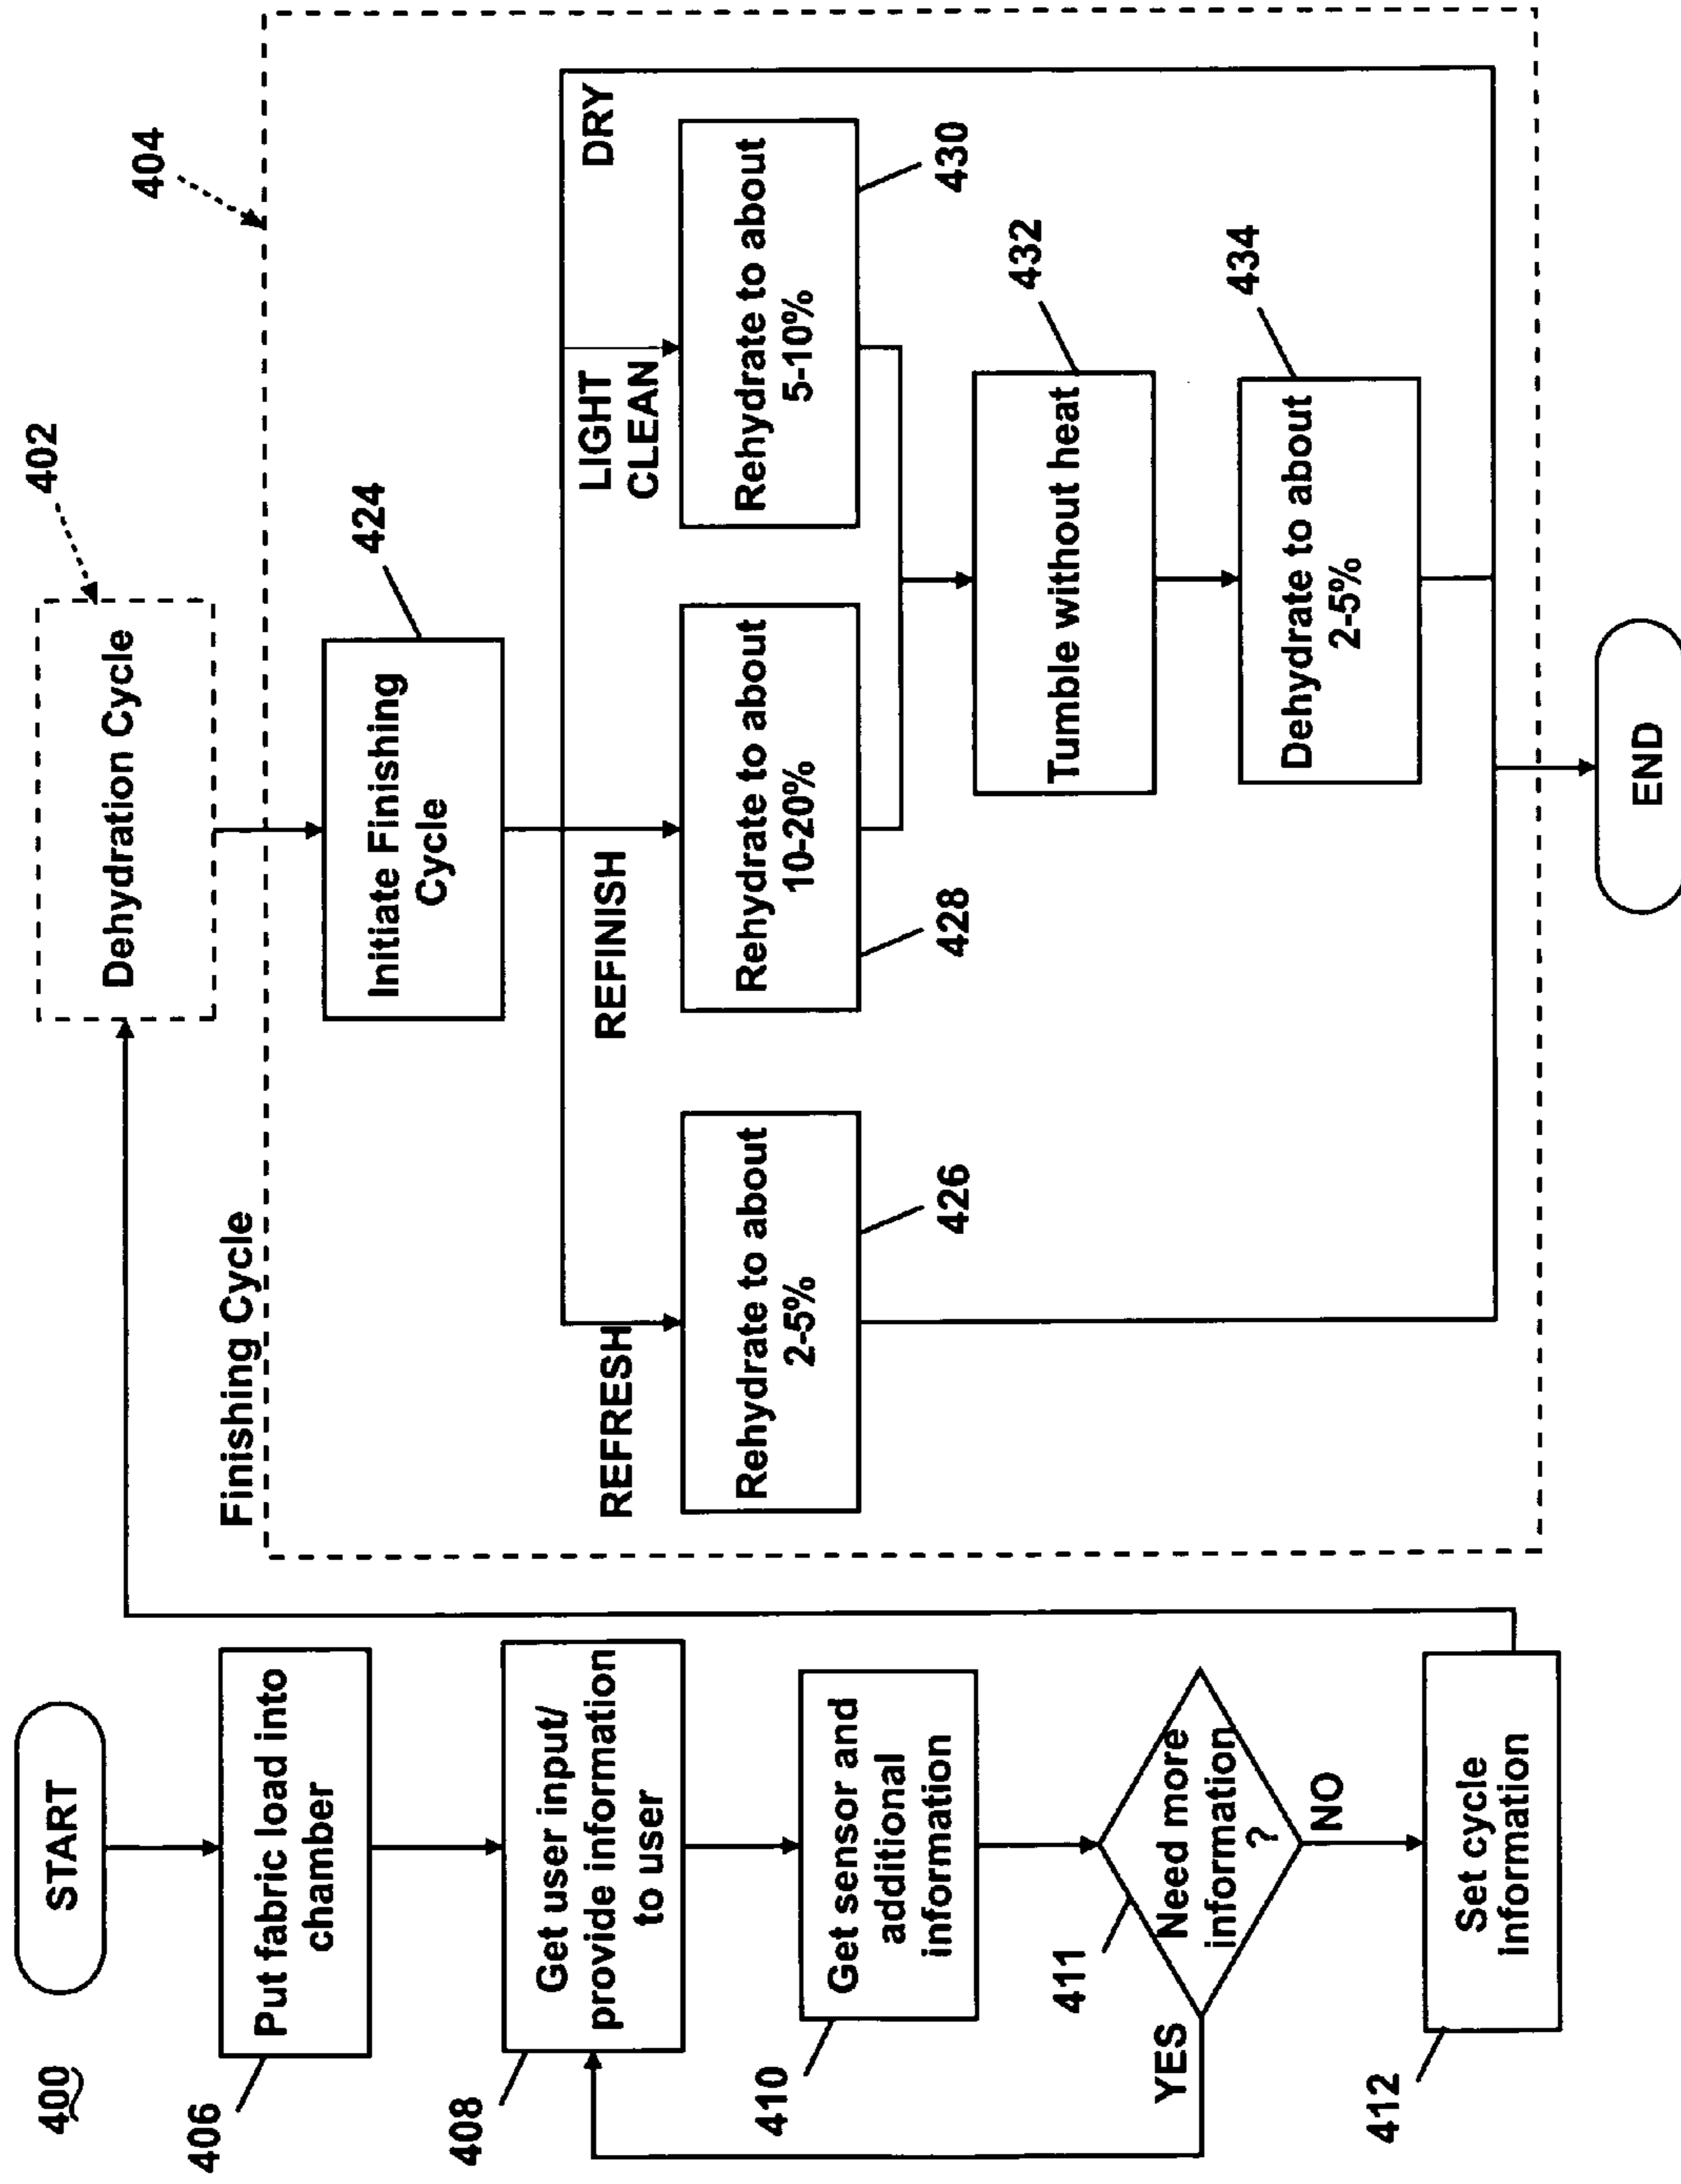 400
START
406
Put fabric load into
chamber
408
Get user input/
provide information
to user
410
Get sensor and
additional
information
411
Need more
information
?
YES
NO
412
Set cycle
information
402
Dehydration Cycle
404
Finishing Cycle
424
Initiate Finishing
Cycle
REFRESH
REFINISH
LIGHT
CLEAN
DRY
Rehydrate to about
2-5%
426
Rehydrate to about
10-20%
428
Rehydrate to about
5-10%
430
432
Tumble without heat
434
Dehydrate to about
2-5%
END